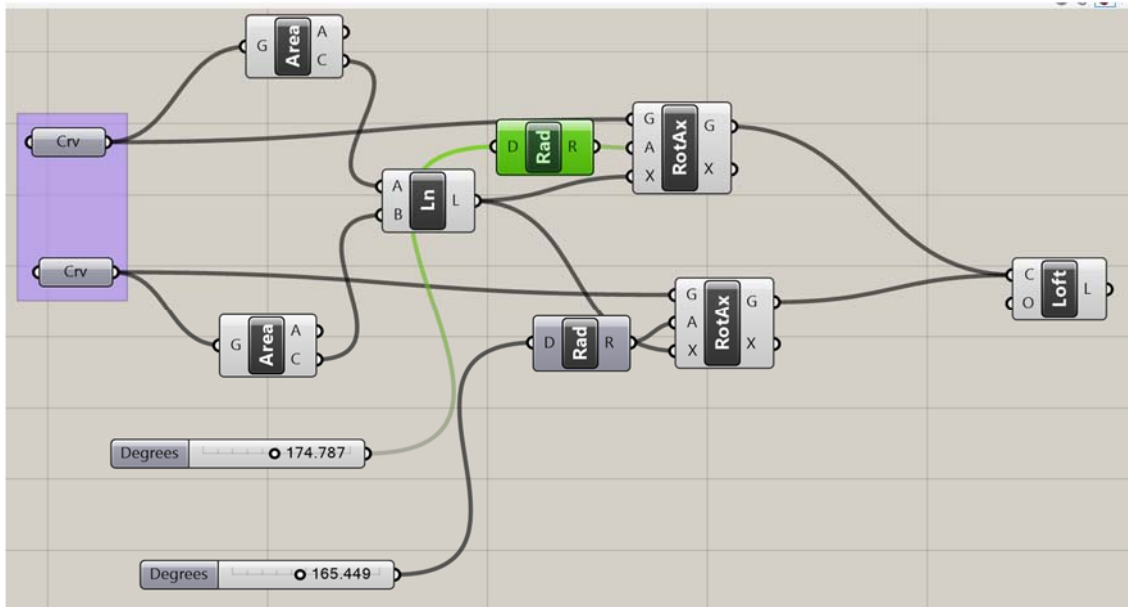 G Area A C
Crv
D Rad R
G A X RotAx G X
A B Ln L
Crv
G Area A C
D Rad R
G A X RotAx G X
C O Loft L
Degrees 174.787
Degrees 165.449